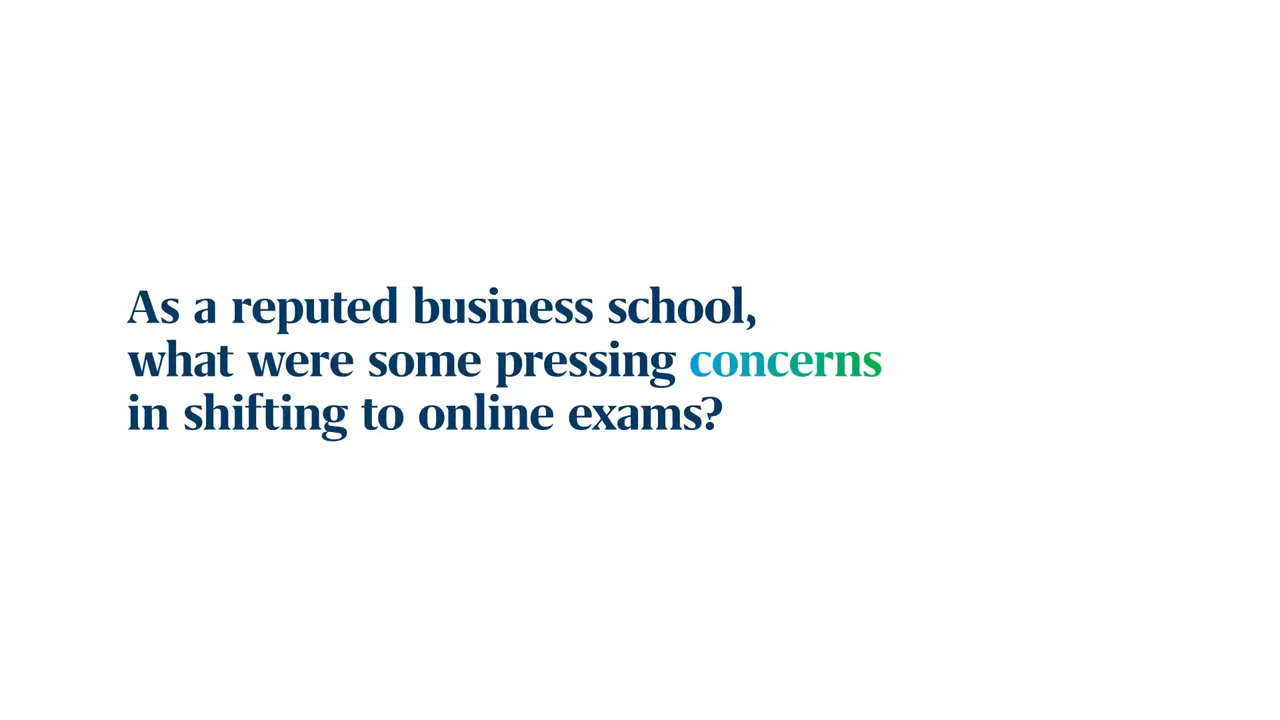 As a reputed business school,
what were some pressing concerns
in shifting to online exams?